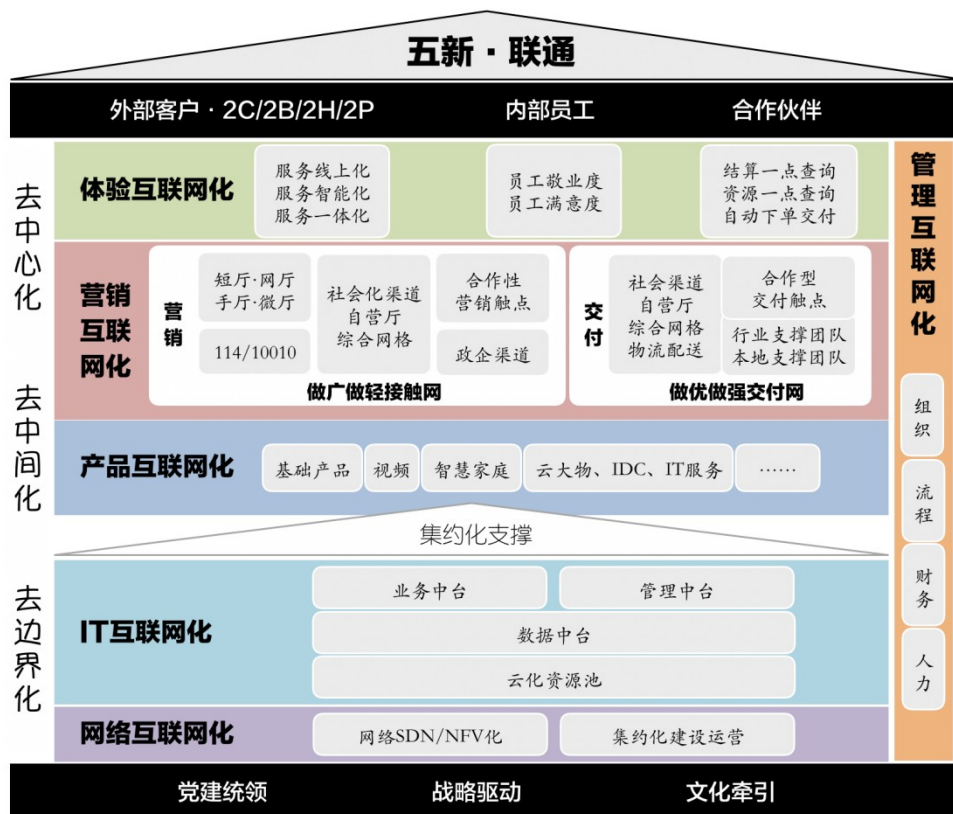 五新·联通
外部客户·2C/2B/2H/2P
内部员工
合作伙伴
去中心化
去中间化
去边界化
体验互联网化
服务线上化
服务智能化
服务一体化
员工敬业度
员工满意度
结算一点查询
资源一点查询
自动下单交付
营销
互联
网化
营销
短厅·网厅
手厅·微厅
114/10010
社会化渠道
自营厅
综合网格
合作性
营销触点
政企渠道
做广做轻接触网
交付
社会渠道
自营厅
综合网格
物流配送
合作型
交付触点
行业支撑团队
本地支撑团队
做优做强交付网
产品互联网化
基础产品
视频
智慧家庭
云大物、IDC、IT服务
……
集约化支撑
IT互联网化
业务中台
管理中台
数据中台
云化资源池
网络互联网化
网络SDN/NFV化
集约化建设运营
管理互联网化
组织
流程
财务
人力
党建统领
战略驱动
文化牵引